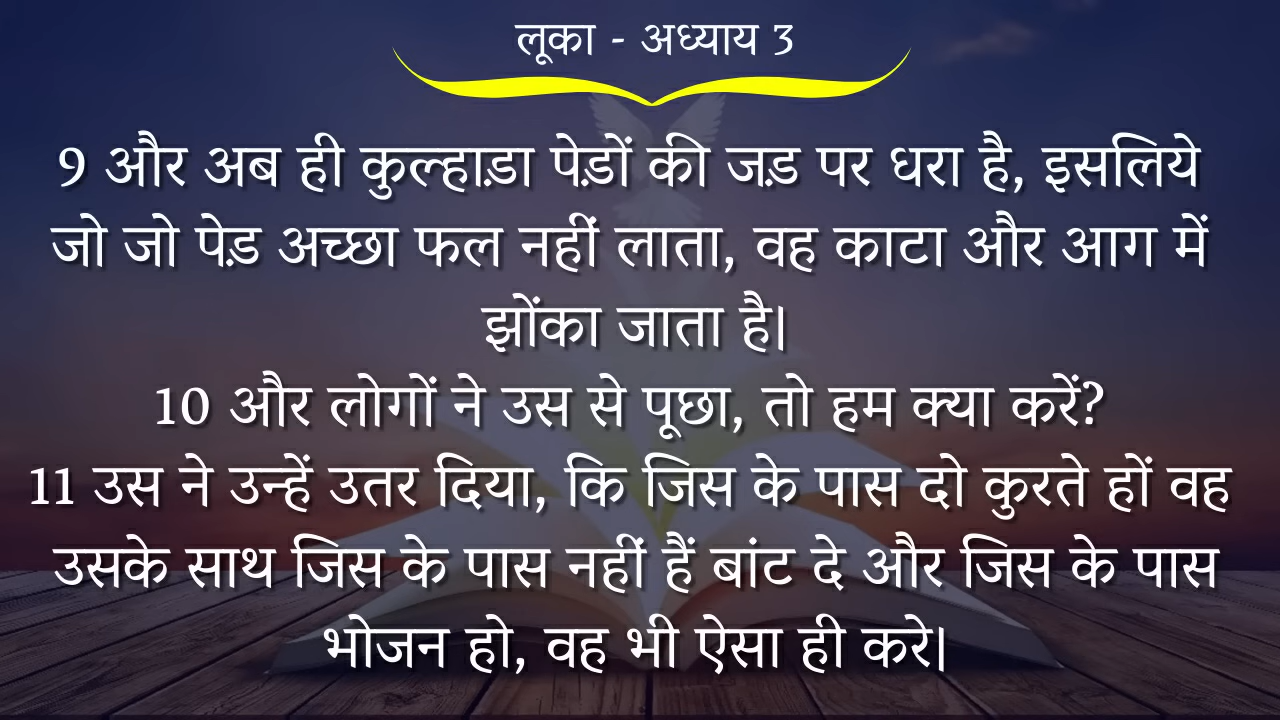 लूका - अध्याय 3
9 और अब ही कुल्हाड़ा पेड़ों की जड़ पर धरा है, इसलिये
जो जो पेड़ अच्छा फल नहीं लाता, वह काटा और आग में
झोंका जाता है।
10 और लोगों ने उस से पूछा, तो हम क्या करें?
11 उस ने उन्हें उतर दिया, कि जिस के पास दो कुरते हों वह
उसके साथ जिस के पास नहीं हैं बांट दे और जिस के पास
भोजन हो, वह भी ऐसा ही करे।